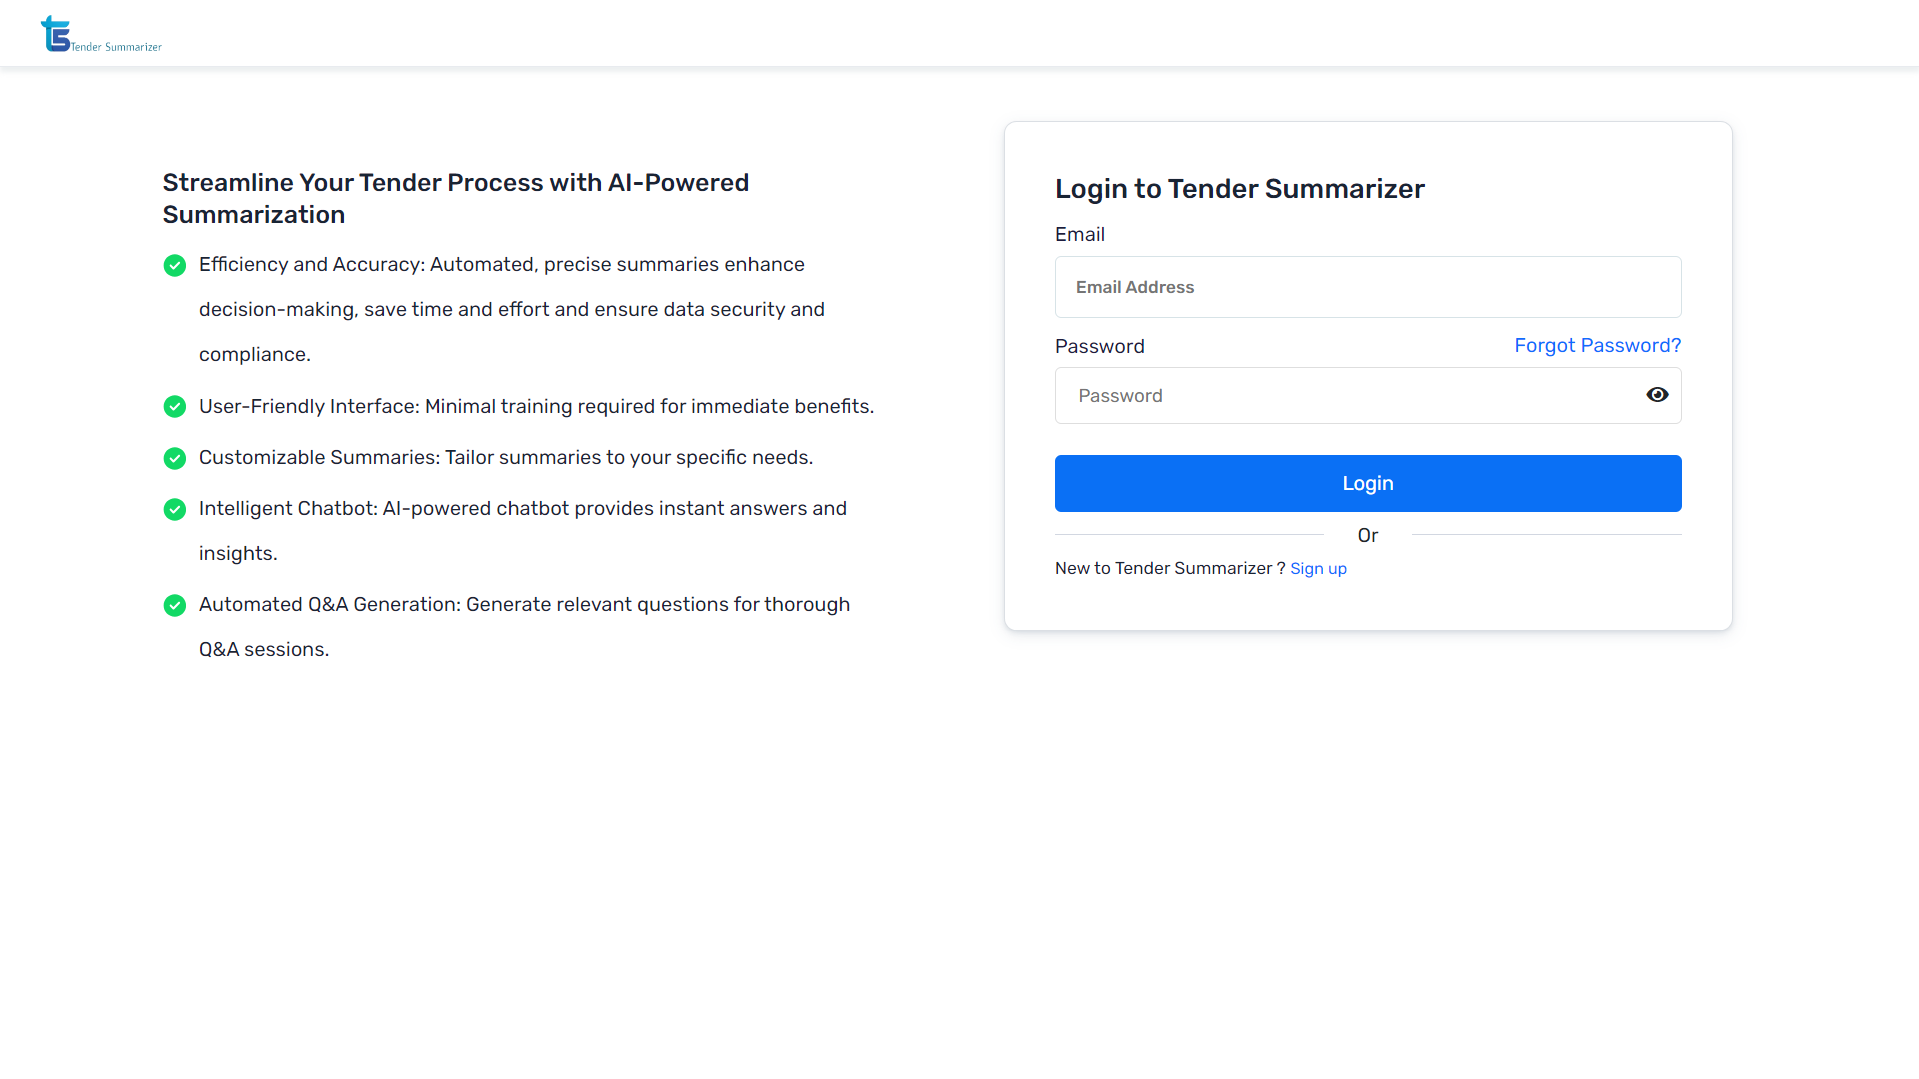 ts Tender Summarizer
Streamline Your Tender Process with AI-Powered
Summarization
Efficiency and Accuracy: Automated, precise summaries enhance
decision-making, save time and effort and ensure data security and
compliance.
User-Friendly Interface: Minimal training required for immediate benefits.
Customizable Summaries: Tailor summaries to your specific needs.
Intelligent Chatbot: AI-powered chatbot provides instant answers and
insights.
Automated Q&A Generation: Generate relevant questions for thorough
Q&A sessions.
Login to Tender Summarizer
Email
Email Address
Password Forgot Password?
Password
Login
Or
New to Tender Summarizer ? Sign up